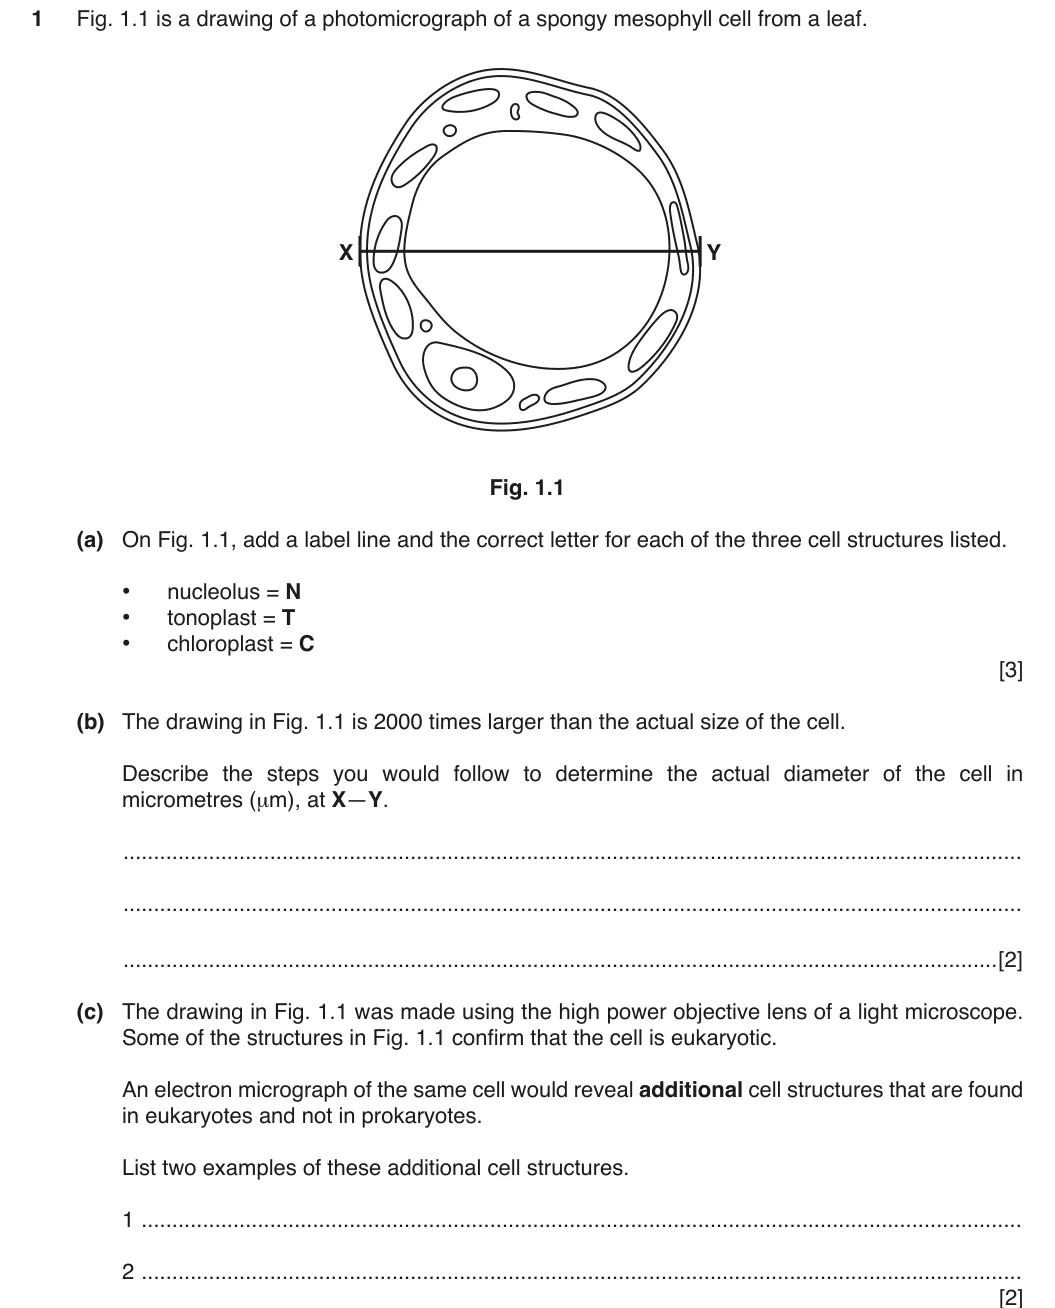 1 Fig. 1.1 is a drawing of a photomicrograph of a spongy mesophyll cell from a leaf.
X Y
Fig. 1.1
(a) On Fig. 1.1, add a label line and the correct letter for each of the three cell structures listed.
• nucleolus = N
• tonoplast = T
• chloroplast = C
[3]
(b) The drawing in Fig. 1.1 is 2000 times larger than the actual size of the cell.
Describe the steps you would follow to determine the actual diameter of the cell in
micrometres (μm), at X—Y.
..........................................................................................................................................
..........................................................................................................................................
......................................................................................................................................[2]
(c) The drawing in Fig. 1.1 was made using the high power objective lens of a light microscope.
Some of the structures in Fig. 1.1 confirm that the cell is eukaryotic.
An electron micrograph of the same cell would reveal additional cell structures that are found
in eukaryotes and not in prokaryotes.
List two examples of these additional cell structures.
1 .......................................................................................................................................
2 .......................................................................................................................................
[2]